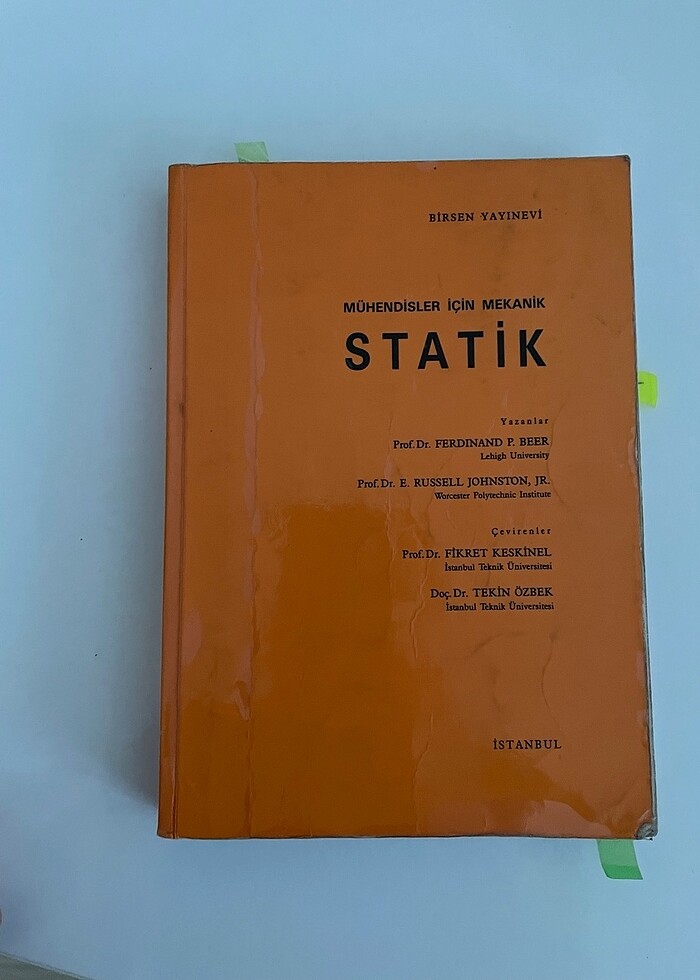 BİRSEN YAYINEVİ
MÜHENDİSLER İÇİN MEKANİK
STATİK
Yazanlar
Prof. Dr. FERDINAND P. BEER
Lehigh University
Prof. Dr. E. RUSSELL JOHNSTON, JR.
Worcester Polytechnic Institute
Çevirenler
Prof. Dr. FİKRET KESKİNEL
İstanbul Teknik Üniversitesi
Doç. Dr. TEKİN ÖZBEK
İstanbul Teknik Üniversitesi
İSTANBUL